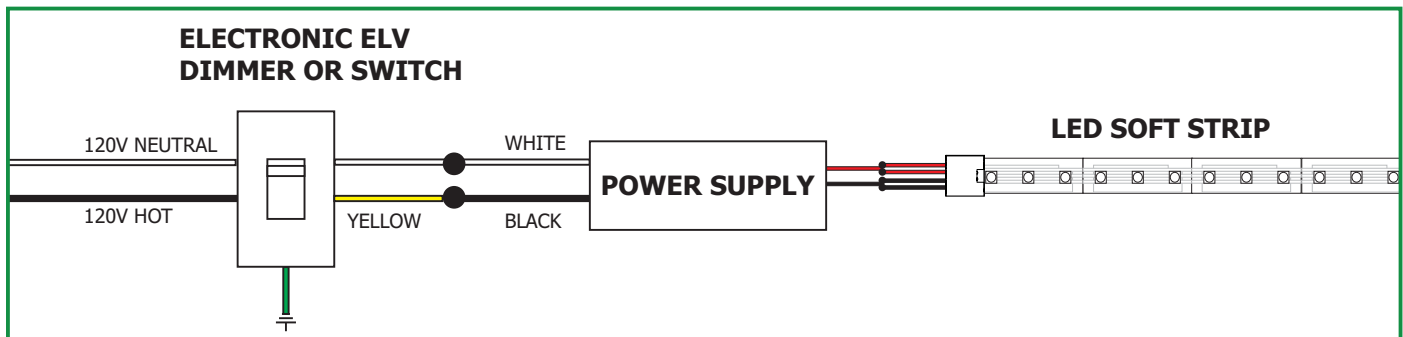 ELECTRONIC ELV
DIMMER OR SWITCH
120V NEUTRAL
WHITE
LED SOFT STRIP
POWER SUPPLY
120V HOT
YELLOW
BLACK